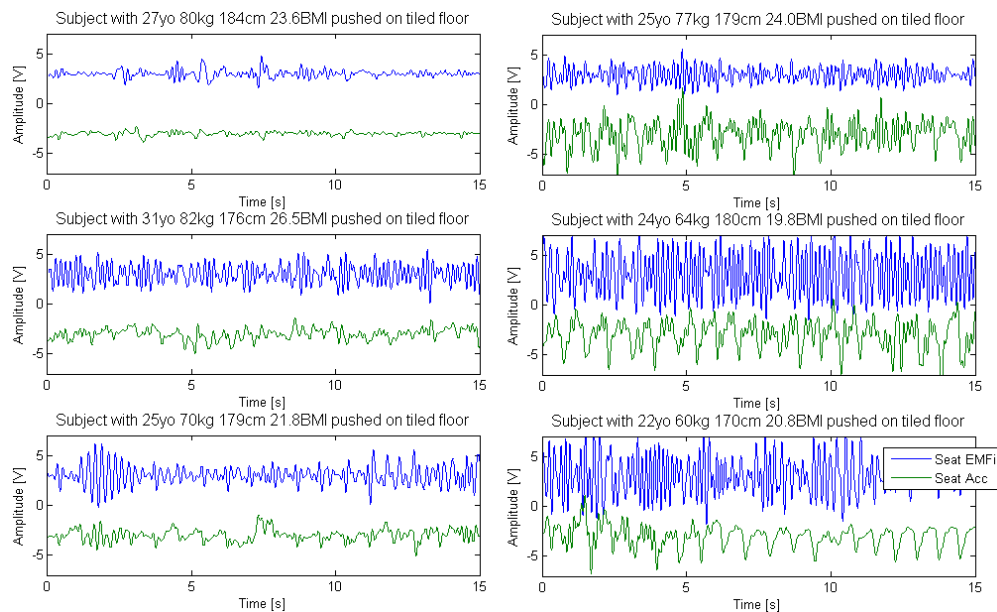 Subject with 27yo 80kg 184cm 23.6BMI pushed on tiled floor
5
0
-5
Amplitude [V]
0 5 10 15
Time [s]
Subject with 25yo 77kg 179cm 24.0BMI pushed on tiled floor
5
0
-5
Amplitude [V]
0 5 10 15
Time [s]
Subject with 31yo 82kg 176cm 26.5BMI pushed on tiled floor
5
0
-5
Amplitude [V]
0 5 10 15
Time [s]
Subject with 24yo 64kg 180cm 19.8BMI pushed on tiled floor
5
0
-5
Amplitude [V]
0 5 10 15
Time [s]
Subject with 25yo 70kg 179cm 21.8BMI pushed on tiled floor
5
0
-5
Amplitude [V]
0 5 10 15
Time [s]
Subject with 22yo 60kg 170cm 20.8BMI pushed on tiled floor
5
0
-5
Amplitude [V]
Seat EMFi
Seat Acc
0 5 10 15
Time [s]